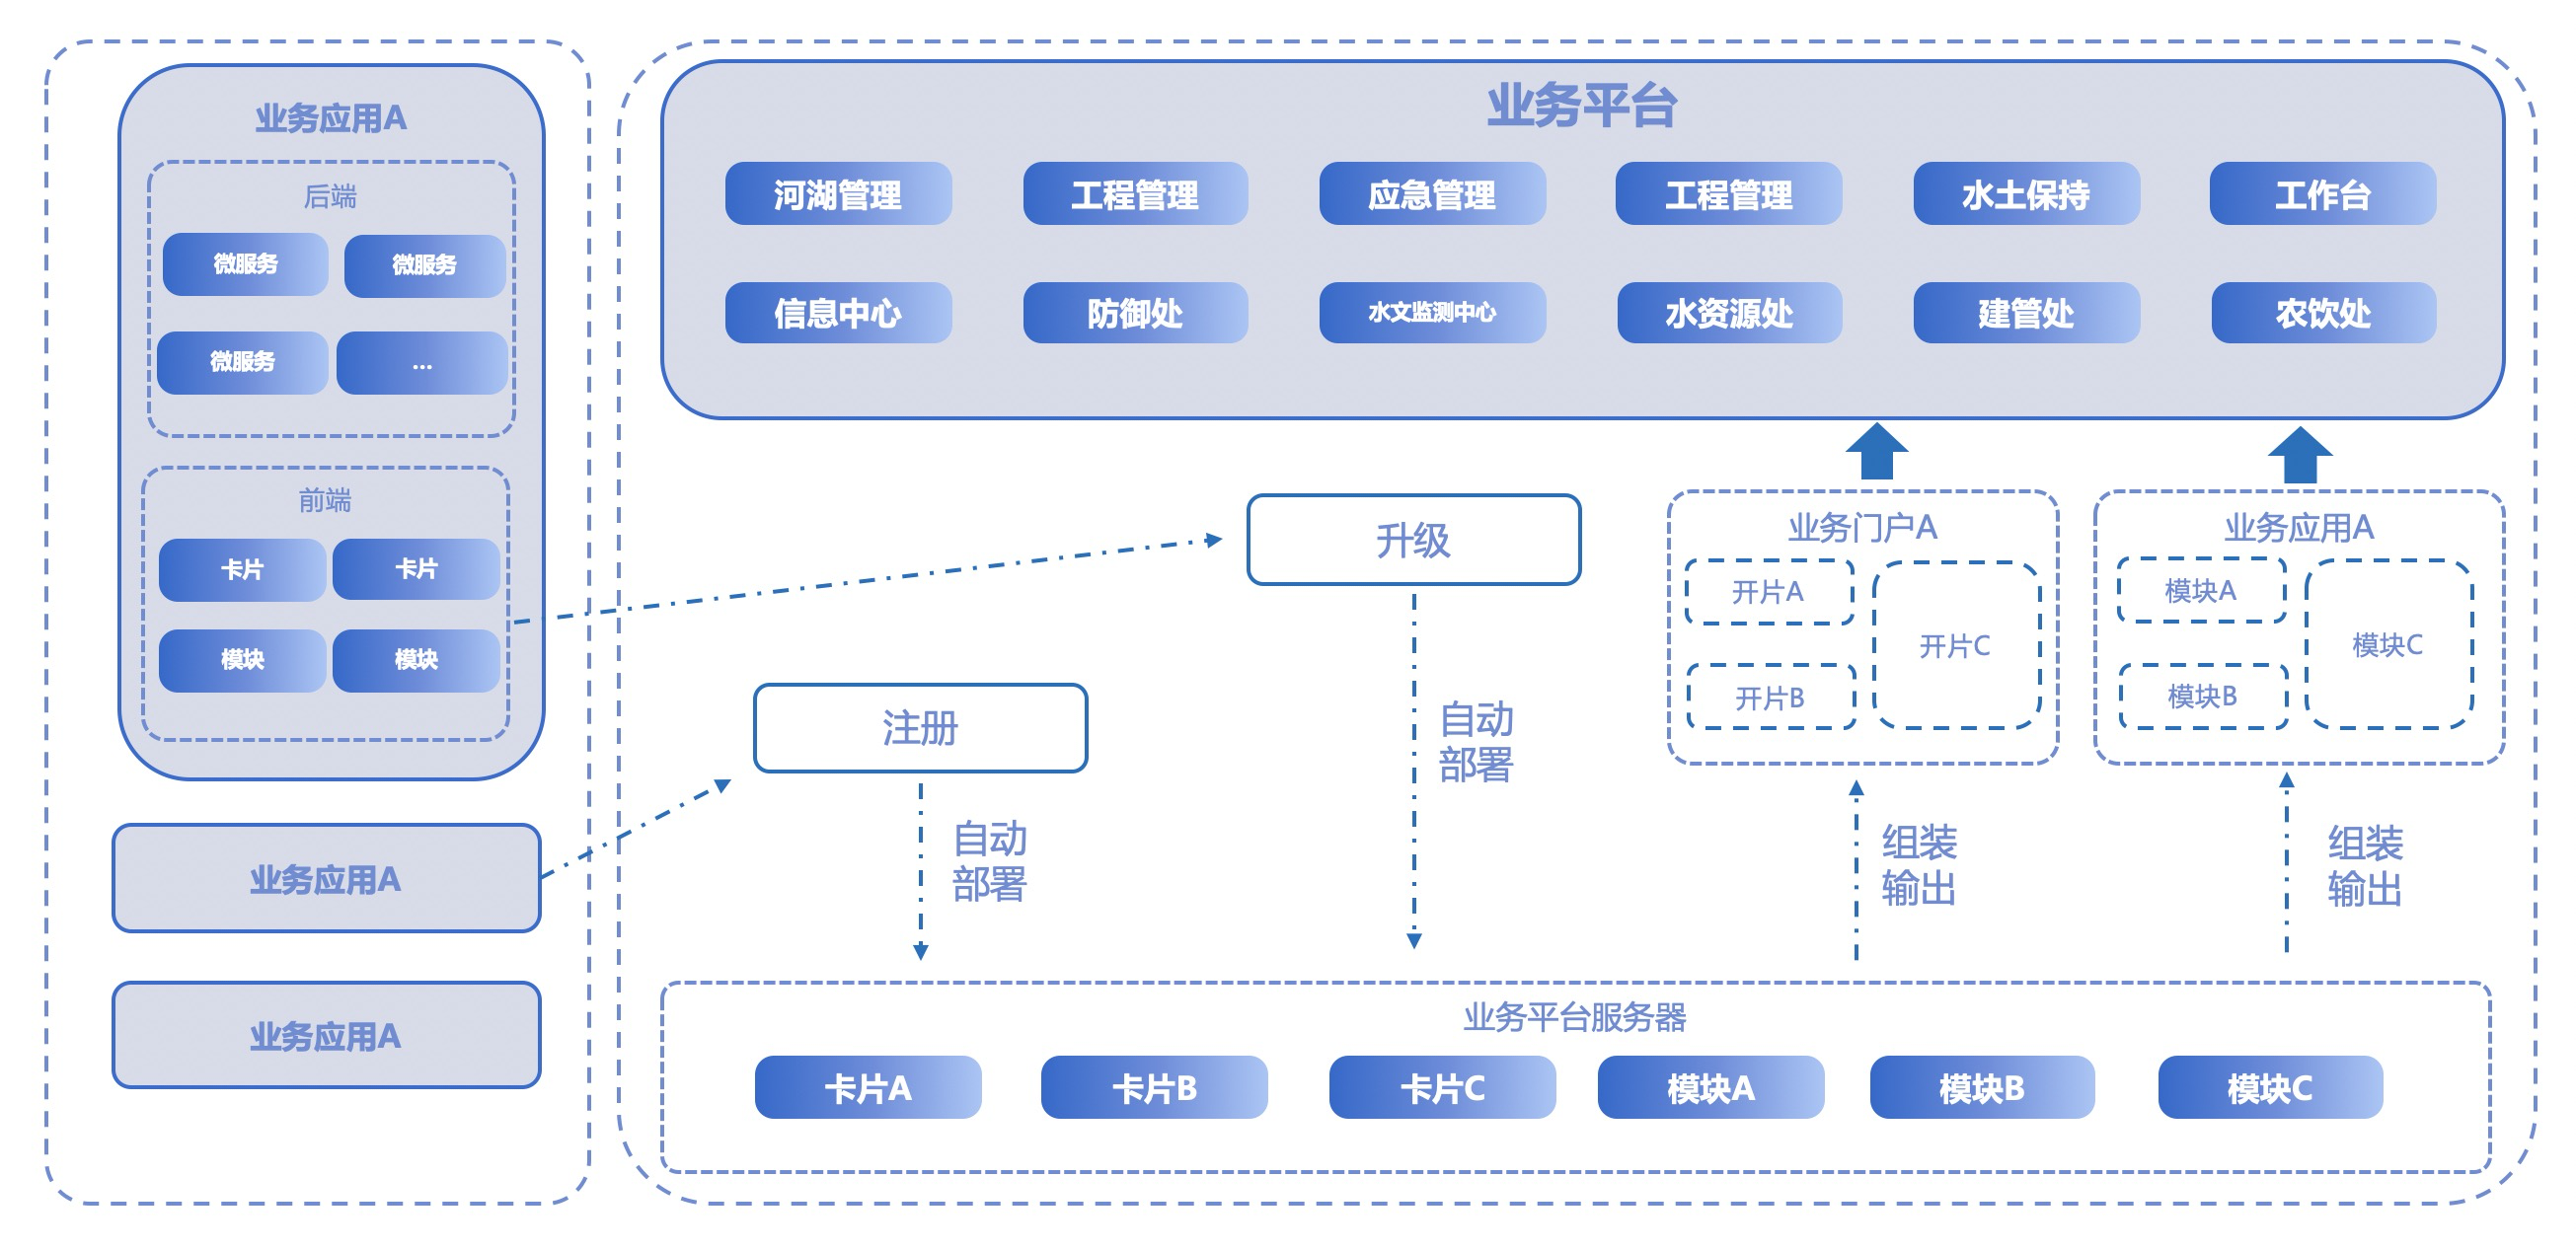 业务应用A
后端
微服务
微服务
微服务
...
前端
卡片
卡片
模块
模块
业务应用A
业务应用A
业务平台
河湖管理
工程管理
应急管理
工程管理
水土保持
工作台
信息中心
防御处
水文监测中心
水资源处
建管处
农饮处
升级
注册
自动
部署
自动
部署
业务门户A
开片A
开片B
开片C
业务应用A
模块A
模块B
模块C
组装
输出
组装
输出
业务平台服务器
卡片A
卡片B
卡片C
模块A
模块B
模块C